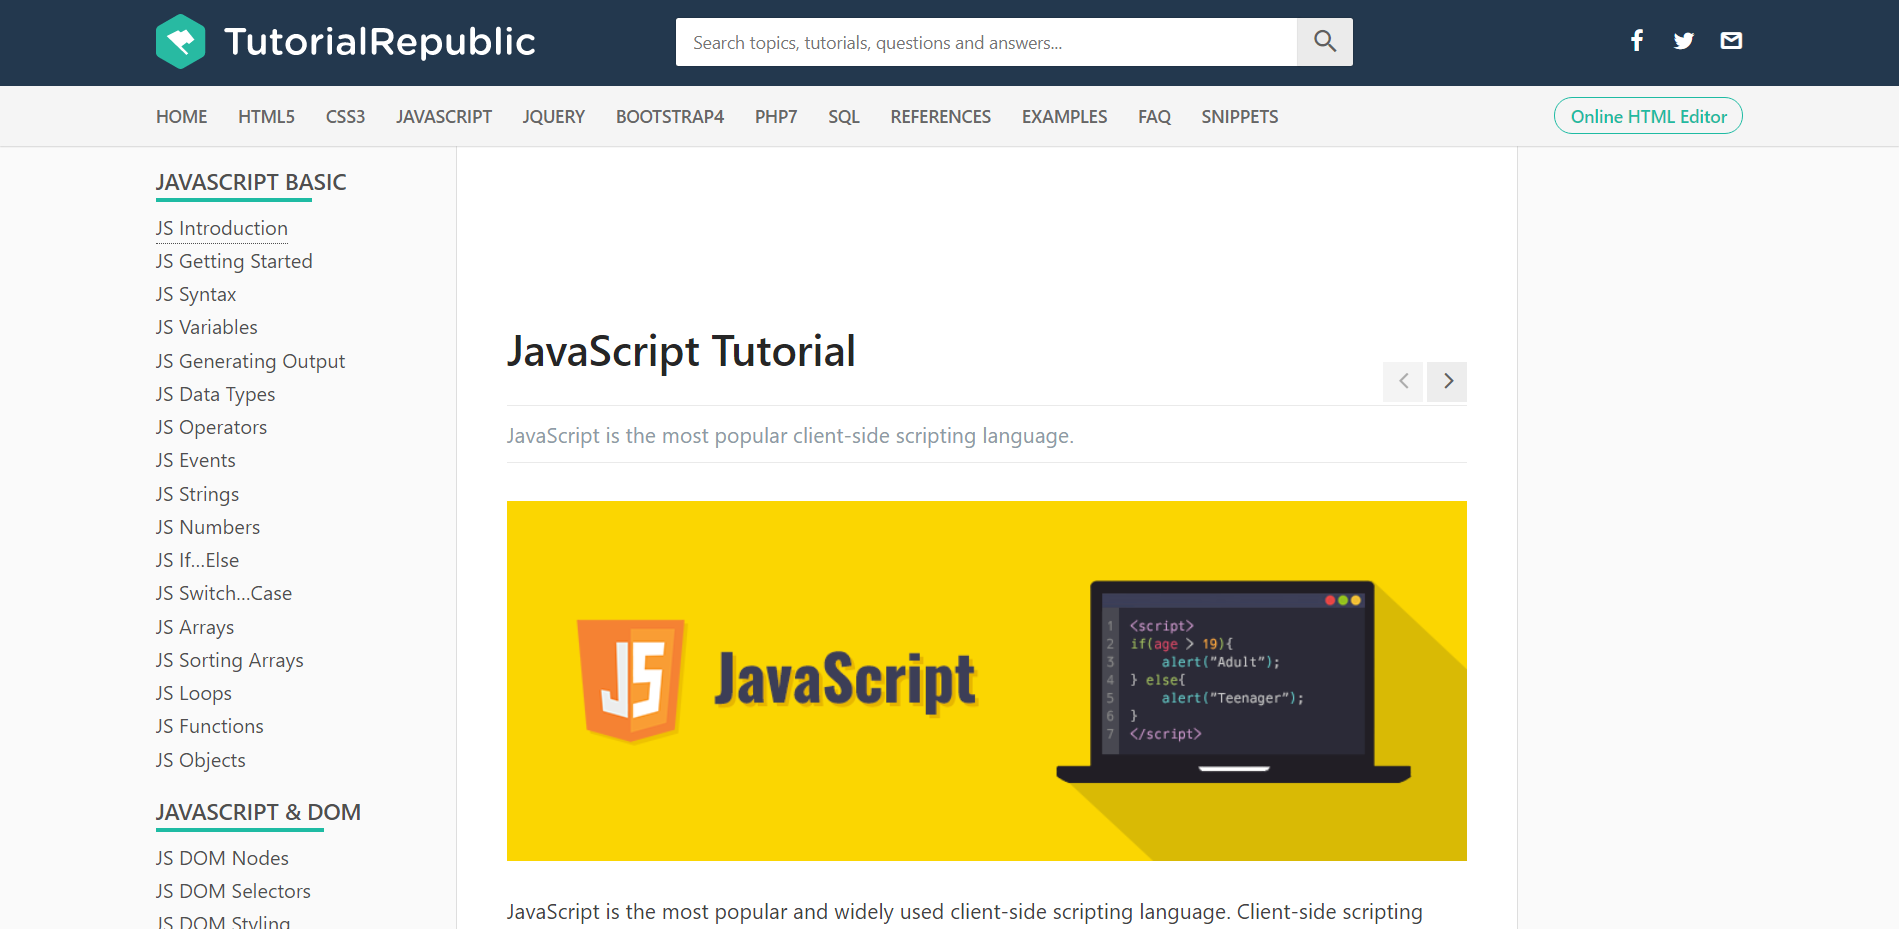 TutorialRepublic
Search topics, tutorials, questions and answers...
HOME HTML5 CSS3 JAVASCRIPT JQUERY BOOTSTRAP4 PHP7 SQL REFERENCES EXAMPLES FAQ SNIPPETS Online HTML Editor
JAVASCRIPT BASIC
JS Introduction
JS Getting Started
JS Syntax
JS Variables
JS Generating Output
JS Data Types
JS Operators
JS Events
JS Strings
JS Numbers
JS If...Else
JS Switch...Case
JS Arrays
JS Sorting Arrays
JS Loops
JS Functions
JS Objects
JAVASCRIPT & DOM
JS DOM Nodes
JS DOM Selectors
JS DOM Styling
JavaScript Tutorial
JavaScript is the most popular client-side scripting language.
JS
JavaScript
1 <script>
2 if(age > 19){
3 alert("Adult");
4 } else{
5 alert("Teenager");
6 }
7 </script>
JavaScript is the most popular and widely used client-side scripting language. Client-side scripting